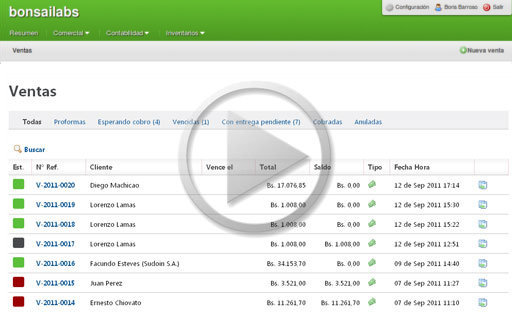 bonsailabs
Configuración Boris Barroso Salir
Resumen Comercial Contabilidad Inventarios
Ventas Nueva venta
Ventas
Todas Proformas Esperando cobro (4) Vencidas (1) Con entrega pendiente (7) Cobradas Anuladas
Buscar
Est. N° Ref. Cliente Vence el Total Saldo Tipo Fecha Hora
V-2011-0020 Diego Machicao Bs. 17.076,85 Bs. 0,00 12 de Sep 2011 17:14
V-2011-0019 Lorenzo Lamas Bs. 1.008,00 Bs. 0,00 12 de Sep 2011 15:30
V-2011-0018 Lorenzo Lamas Bs. 1.008,00 Bs. 0,00 12 de Sep 2011 15:22
V-2011-0017 Lorenzo Lamas Bs. 1.008,00 Bs. 1.008,00 12 de Sep 2011 12:51
V-2011-0016 Facundo Esteves (Sudoin S.A.) Bs. 34.153,70 Bs. 0,00 09 de Sep 2011 14:40
V-2011-0015 Juan Perez Bs. 3.521,00 Bs. 3.521,00 07 de Sep 2011 11:27
V-2011-0014 Ernesto Chiovato Bs. 11.261,70 Bs. 11.261,70 07 de Sep 2011 11:10